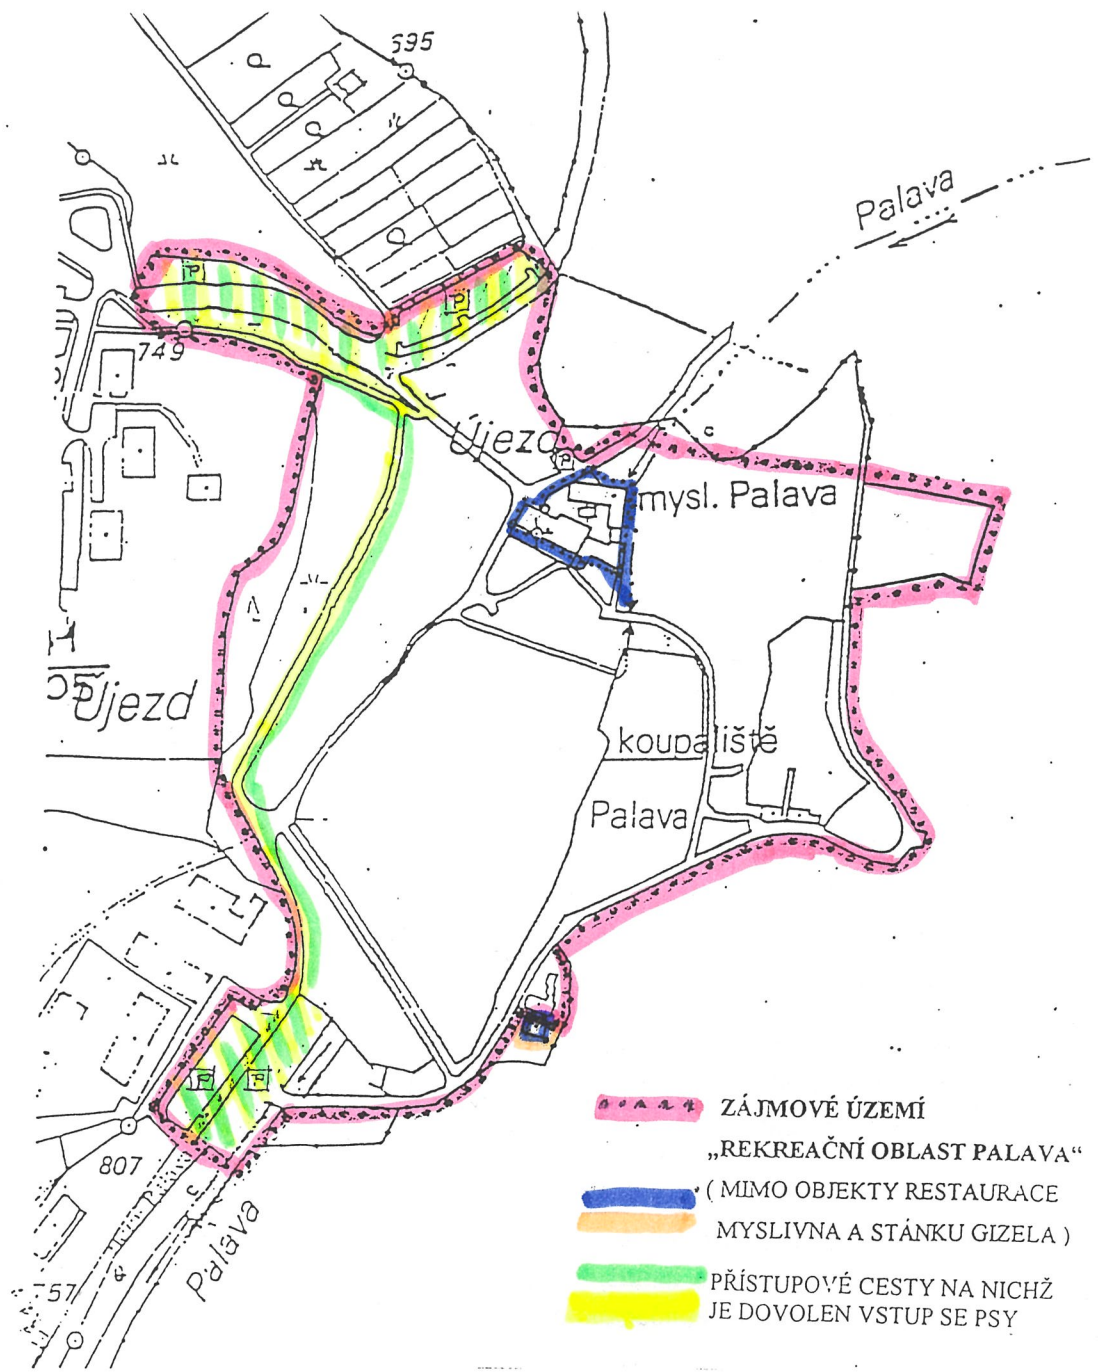 595
Palava
P
P
749
Újezd
P
mysl. Palava
Újezd
koupaliště
Palava
P
P
807
Palava
757
ZÁJMOVÉ ÚZEMÍ
„REKREAČNÍ OBLAST PALAVA“
( MIMO OBJEKTY RESTAURACE
MYSLIVNA A STÁNKU GIZELA )
PŘÍSTUPOVÉ CESTY NA NICHŽ
JE DOVOLEN VSTUP SE PSY